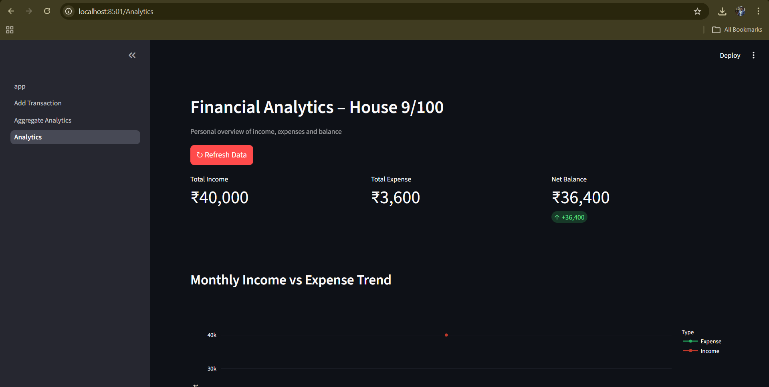 localhost:8501/Analytics
All Bookmarks
Deploy
app
Add Transaction
Aggregate Analytics
Analytics
Financial Analytics – House 9/100
Personal overview of income, expenses and balance
↻ Refresh Data
Total Income
Total Expense
Net Balance
₹40,000
₹3,600
₹36,400
↑ +36,400
Monthly Income vs Expense Trend
Type
Expense
Income
40k
30k